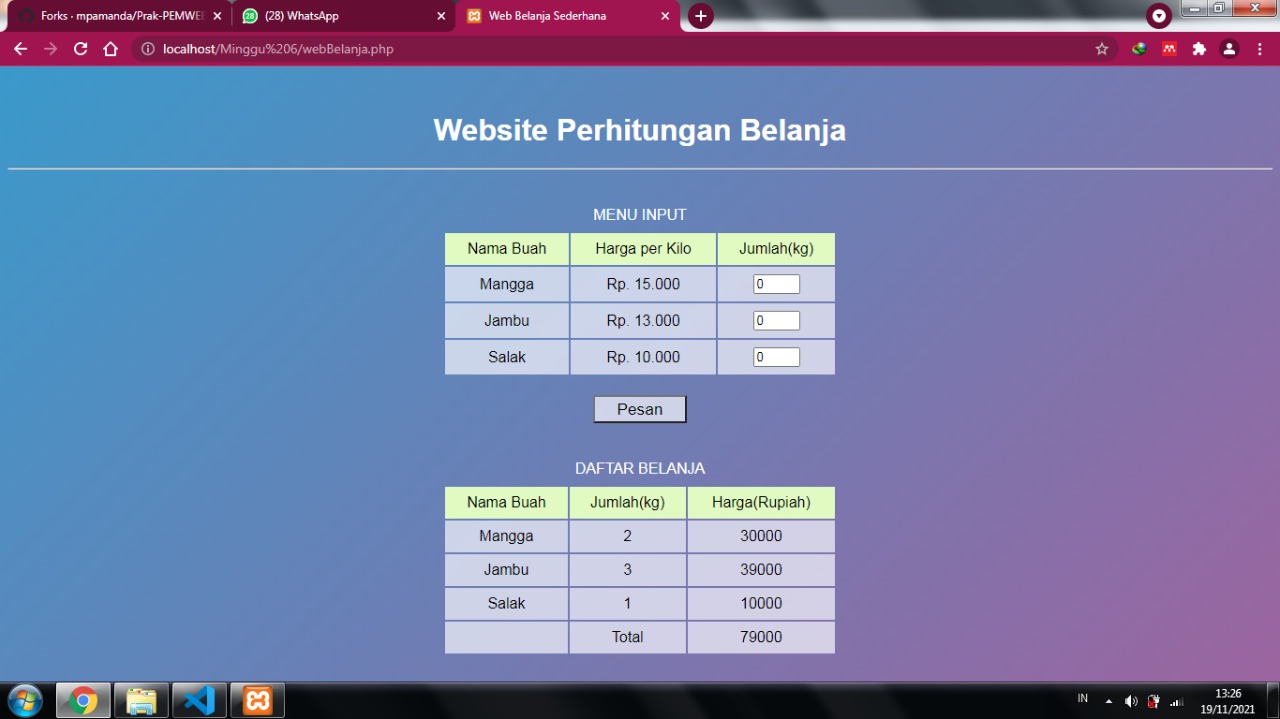 Forks · mpamanda/Prak-PEMWEB
(28) WhatsApp
Web Belanja Sederhana
localhost/Minggu%206/webBelanja.php
Website Perhitungan Belanja
MENU INPUT
Nama Buah Harga per Kilo Jumlah(kg)
Mangga Rp. 15.000 0
Jambu Rp. 13.000 0
Salak Rp. 10.000 0
Pesan
DAFTAR BELANJA
Nama Buah Jumlah(kg) Harga(Rupiah)
Mangga 2 30000
Jambu 3 39000
Salak 1 10000
Total 79000
IN
13:26
19/11/2021